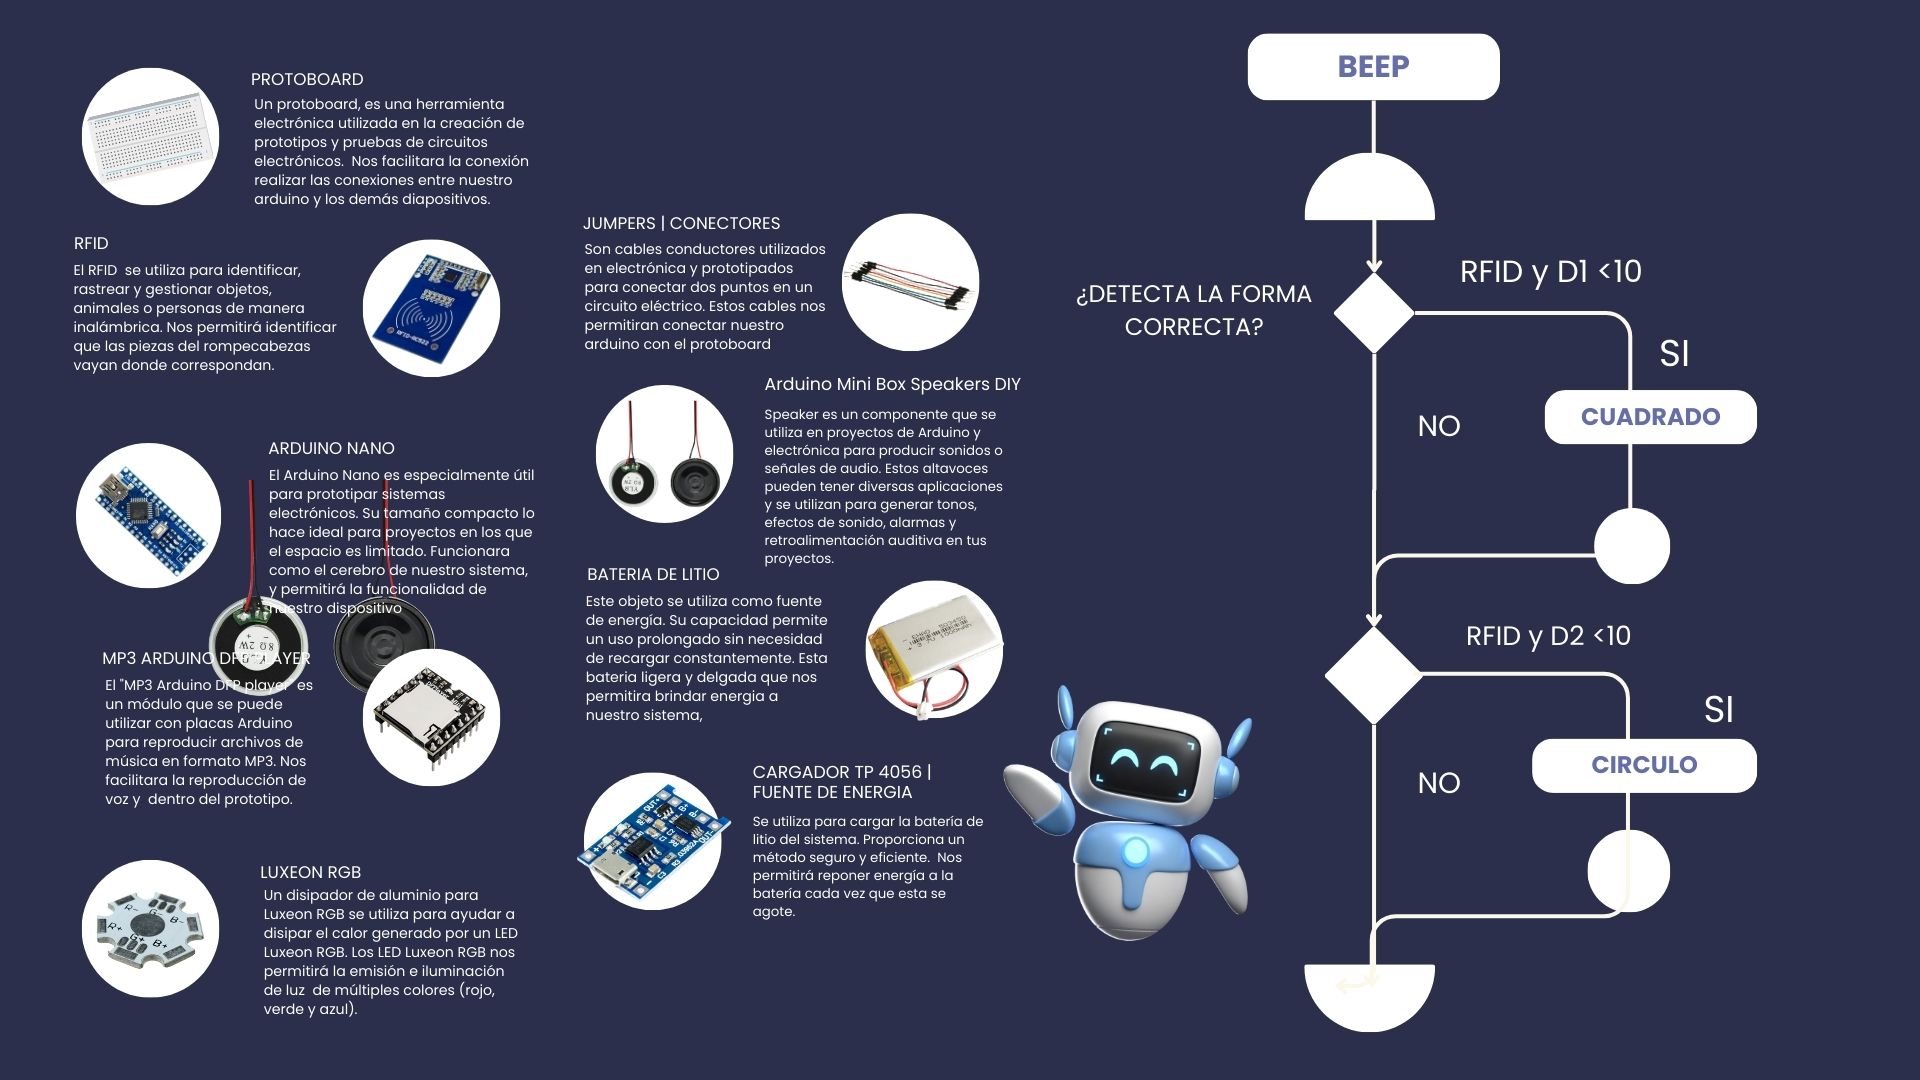 PROTOBOARD
Un protoboard, es una herramienta
electrónica utilizada en la creación de
prototipos y pruebas de circuitos
electrónicos.  Nos facilitara la conexión
realizar las conexiones entre nuestro
arduino y los demás diapositivos.
RFID
El RFID  se utiliza para identificar,
rastrear y gestionar objetos,
animales o personas de manera
inalámbrica. Nos permitirá identificar
que las piezas del rompecabezas
vayan donde correspondan.
RFID-RC522
ARDUINO NANO
El Arduino Nano es especialmente útil
para prototipar sistemas
electrónicos. Su tamaño compacto lo
hace ideal para proyectos en los que
el espacio es limitado. Funcionara
como el cerebro de nuestro sistema,
y permitirá la funcionalidad de
nuestro dispositivo
8Ω 2W
MP3 ARDUINO DFP PLAYER
El "MP3 Arduino DFP player" es
un módulo que se puede
utilizar con placas Arduino
para reproducir archivos de
música en formato MP3. Nos
facilitara la reproducción de
voz y  dentro del prototipo.
LUXEON RGB
Un disipador de aluminio para
Luxeon RGB se utiliza para ayudar a
disipar el calor generado por un LED
Luxeon RGB. Los LED Luxeon RGB nos
permitirá la emisión e iluminación
de luz  de múltiples colores (rojo,
verde y azul).
R- G- B-
R+ G+ B+
JUMPERS | CONECTORES
Son cables conductores utilizados
en electrónica y prototipados
para conectar dos puntos en un
circuito eléctrico. Estos cables nos
permitiran conectar nuestro
arduino con el protoboard
Arduino Mini Box Speakers DIY
Speaker es un componente que se
utiliza en proyectos de Arduino y
electrónica para producir sonidos o
señales de audio. Estos altavoces
pueden tener diversas aplicaciones
y se utilizan para generar tonos,
efectos de sonido, alarmas y
retroalimentación auditiva en tus
proyectos.
BATERIA DE LITIO
Este objeto se utiliza como fuente
de energía. Su capacidad permite
un uso prolongado sin necesidad
de recargar constantemente. Esta
bateria ligera y delgada que nos
permitira brindar energia a
nuestro sistema,
CARGADOR TP 4056 |
FUENTE DE ENERGIA
Se utiliza para cargar la batería de
litio del sistema. Proporciona un
método seguro y eficiente.  Nos
permitirá reponer energía a la
batería cada vez que esta se
agote.
OUT+ B+ B- OUT-
03962A
BEEP
¿DETECTA LA FORMA
CORRECTA?
RFID y D1 <10
SI
NO
CUADRADO
RFID y D2 <10
SI
NO
CIRCULO